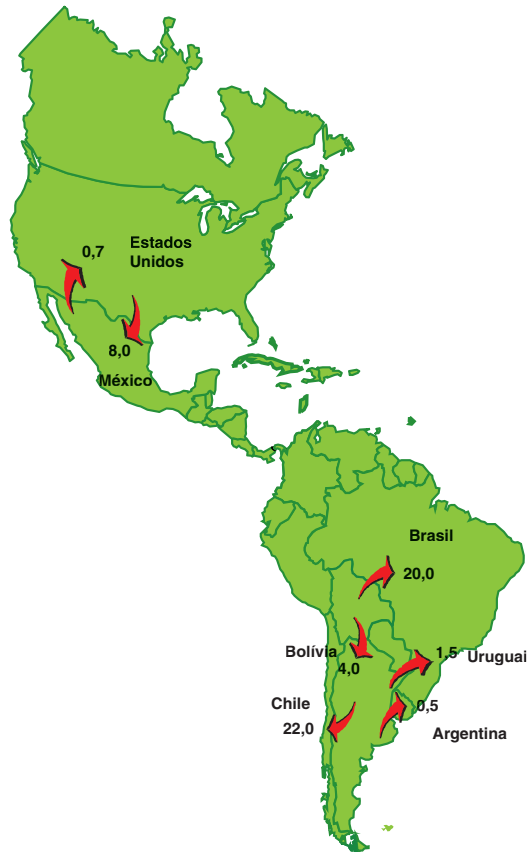 0,7
Estados
Unidos
8,0
México
Brasil
20,0
Bolívia
4,0
1,5 Uruguai
Chile
22,0
0,5
Argentina